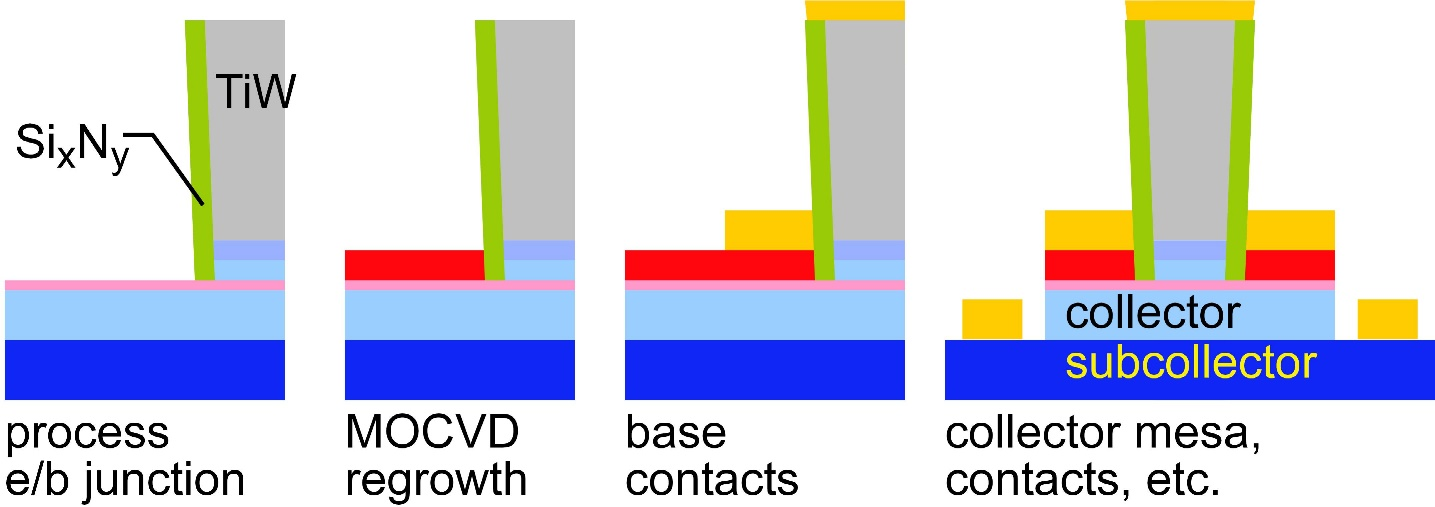 TiW
SixNy
collector
subcollector
process
e/b junction
MOCVD
regrowth
base
contacts
collector mesa,
contacts, etc.